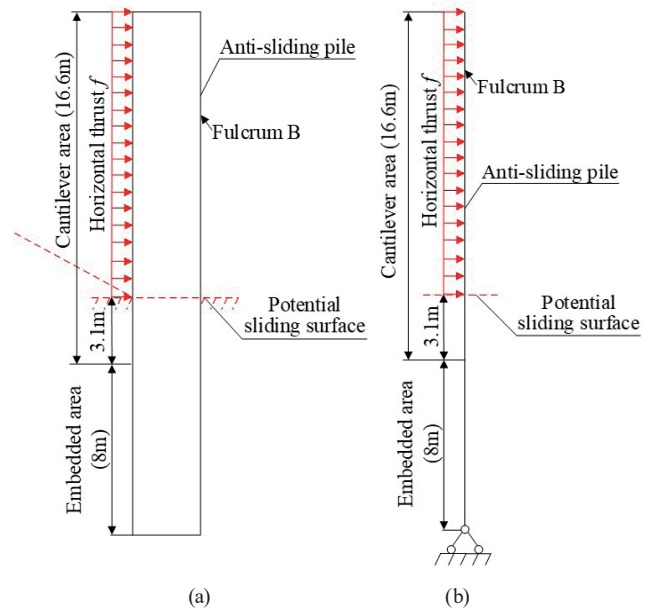 Cantilever area (16.6m)
Horizontal thrust f
Anti-sliding pile
Fulcrum B
Potential
sliding surface
3.1m
Embedded area
(8m)
(a)
Cantilever area (16.6m)
Horizontal thrust f
Fulcrum B
Anti-sliding pile
Potential
sliding surface
3.1m
Embedded area
(8m)
(b)